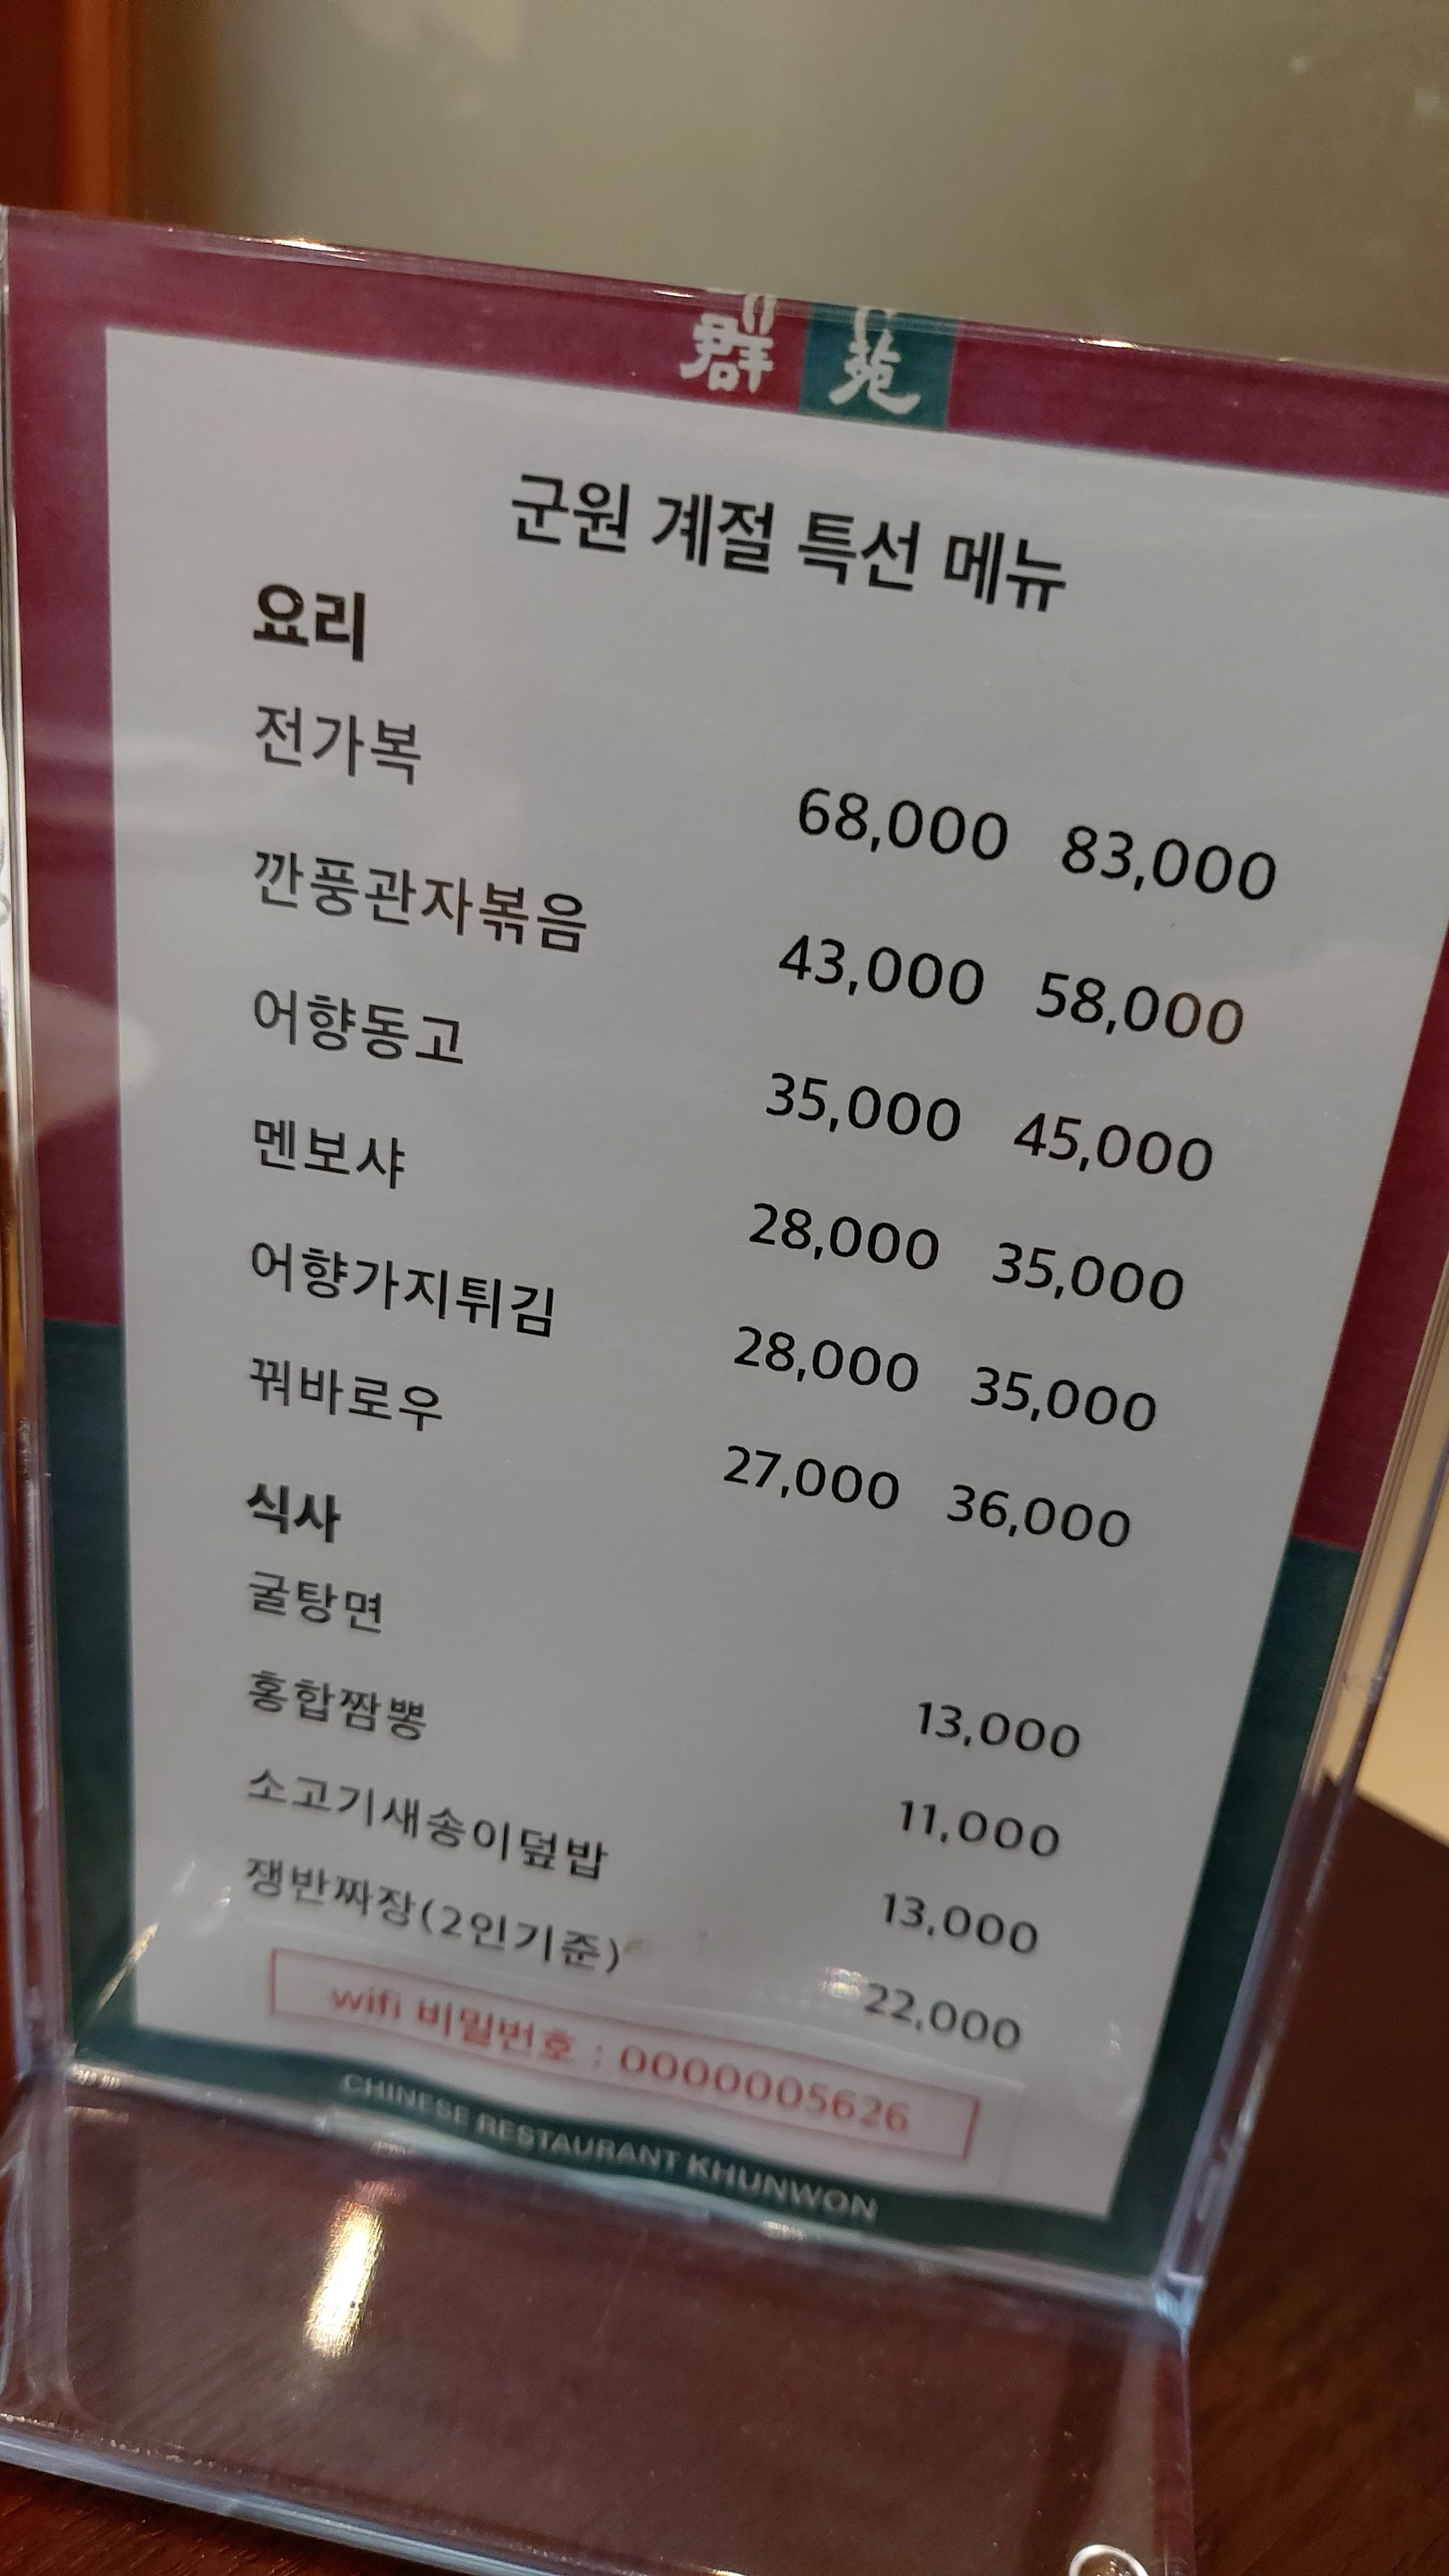 群 苑
군원 계절 특선 메뉴
요리
전가복 68,000 83,000
깐풍관자볶음 43,000 58,000
어향동고 35,000 45,000
멘보샤 28,000 35,000
어향가지튀김 28,000 35,000
꿔바로우 27,000 36,000
식사
굴탕면 13,000
홍합짬뽕 11,000
소고기새송이덮밥 13,000
쟁반짜장(2인기준) 22,000
wifi 비밀번호 : 0000005626
CHINESE RESTAURANT KHUNWON